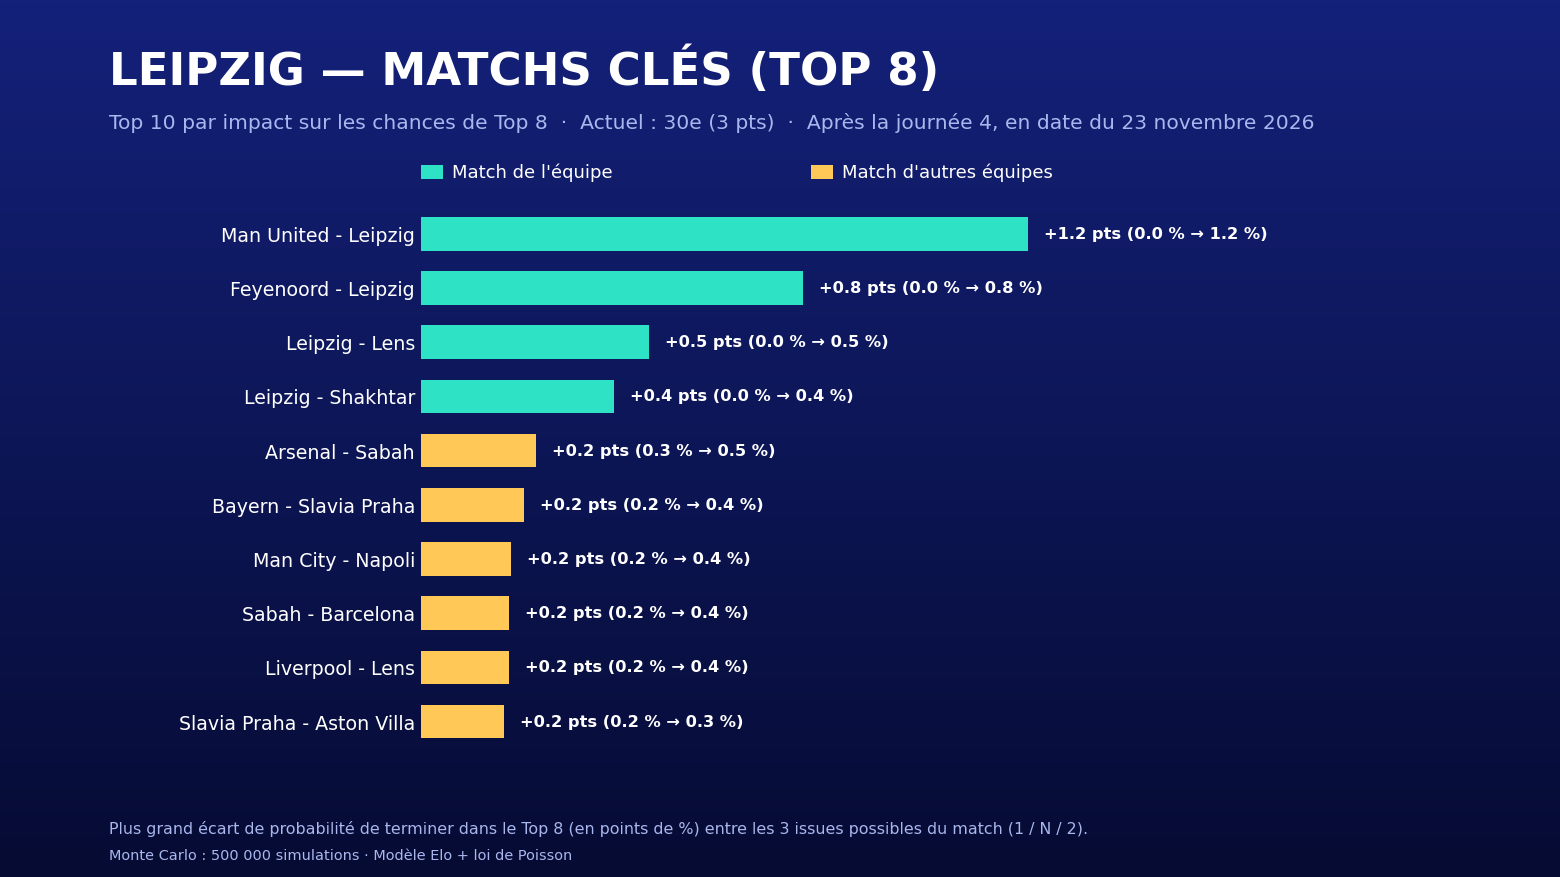 LEIPZIG — MATCHS CLÉS (TOP 8)
Top 10 par impact sur les chances de Top 8 · Actuel : 30e (3 pts) · Après la journée 4, en date du 23 novembre 2026
Match de l'équipe
Match d'autres équipes
Man United - Leipzig +1.2 pts (0.0 % → 1.2 %)
Feyenoord - Leipzig +0.8 pts (0.0 % → 0.8 %)
Leipzig - Lens +0.5 pts (0.0 % → 0.5 %)
Leipzig - Shakhtar +0.4 pts (0.0 % → 0.4 %)
Arsenal - Sabah +0.2 pts (0.3 % → 0.5 %)
Bayern - Slavia Praha +0.2 pts (0.2 % → 0.4 %)
Man City - Napoli +0.2 pts (0.2 % → 0.4 %)
Sabah - Barcelona +0.2 pts (0.2 % → 0.4 %)
Liverpool - Lens +0.2 pts (0.2 % → 0.4 %)
Slavia Praha - Aston Villa +0.2 pts (0.2 % → 0.3 %)
Plus grand écart de probabilité de terminer dans le Top 8 (en points de %) entre les 3 issues possibles du match (1 / N / 2).
Monte Carlo : 500 000 simulations · Modèle Elo + loi de Poisson